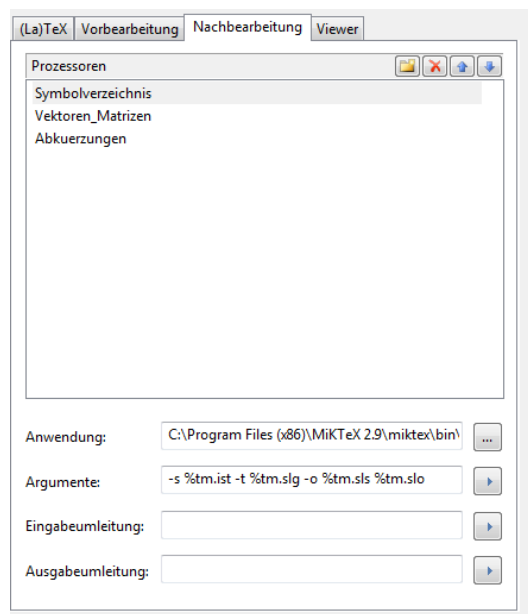 (La)TeX Vorbearbeitung Nachbearbeitung Viewer
Prozessoren
Symbolverzeichnis
Vektoren_Matrizen
Abkuerzungen
Anwendung: C:\Program Files (x86)\MiKTeX 2.9\miktex\bin\ ...
Argumente: -s %tm.ist -t %tm.slg -o %tm.sls %tm.slo
Eingabeumleitung:
Ausgabeumleitung: